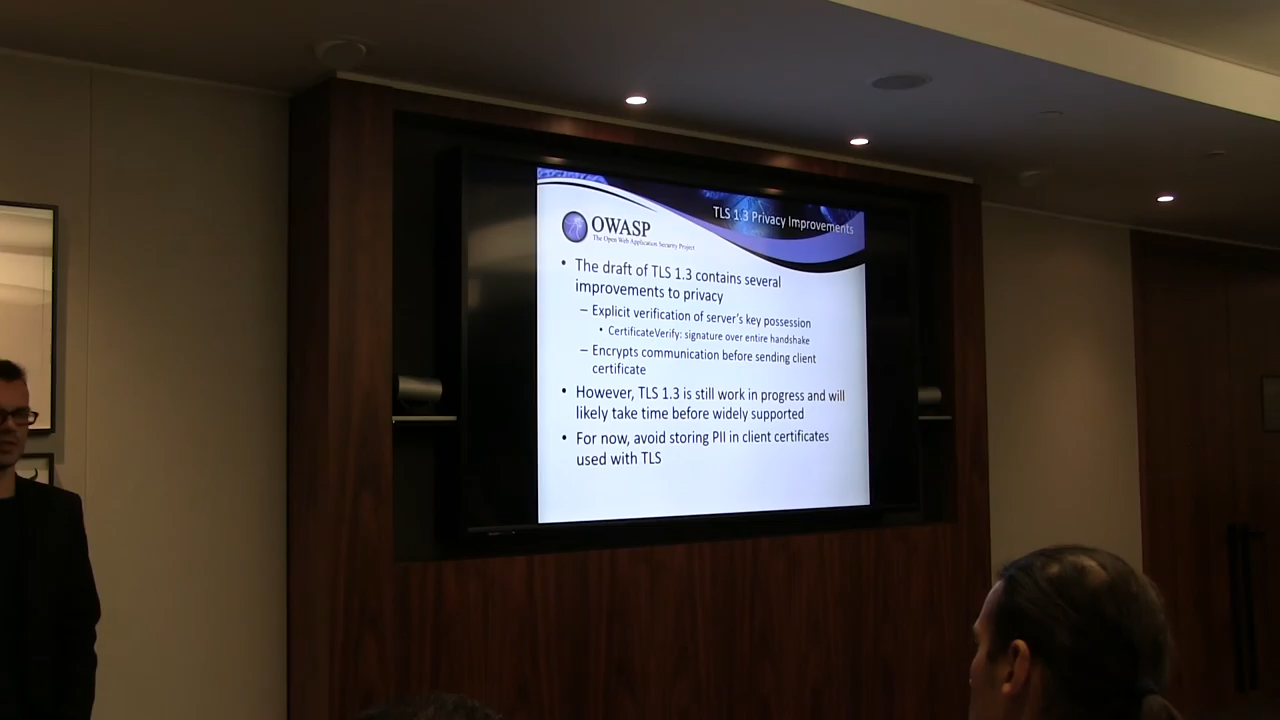 TLS 1.3 Privacy Improvements
OWASP
The Open Web Application Security Project
• The draft of TLS 1.3 contains several
improvements to privacy
– Explicit verification of server's key possession
• CertificateVerify: signature over entire handshake
– Encrypts communication before sending client
certificate
• However, TLS 1.3 is still work in progress and will
likely take time before widely supported
• For now, avoid storing PII in client certificates
used with TLS